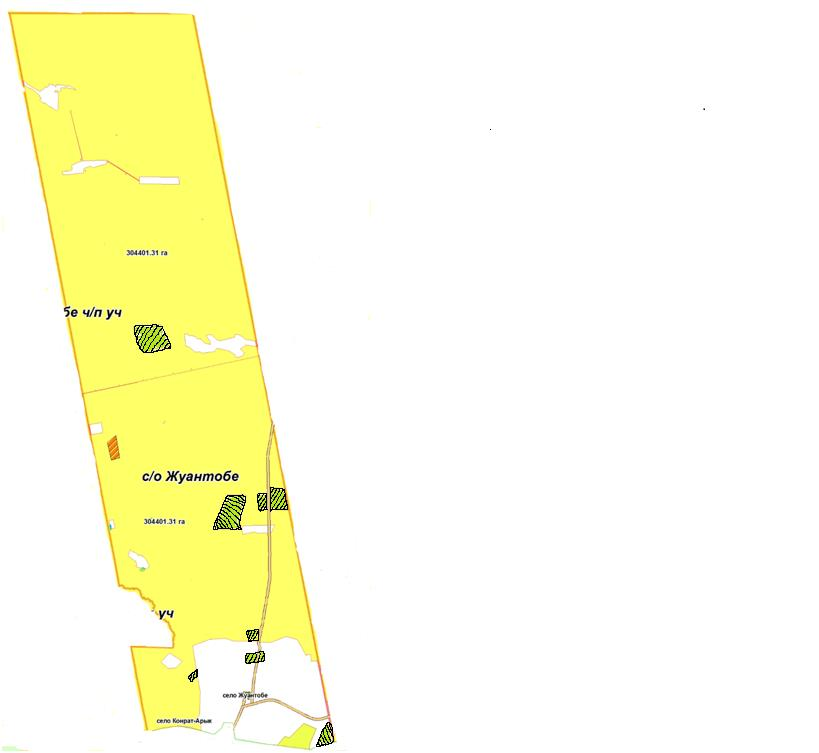 304401.31 га
бе ч/п уч
с/о Жуантобе
304401.31 га
уч
село Жуантобе
село Конрат-Арык